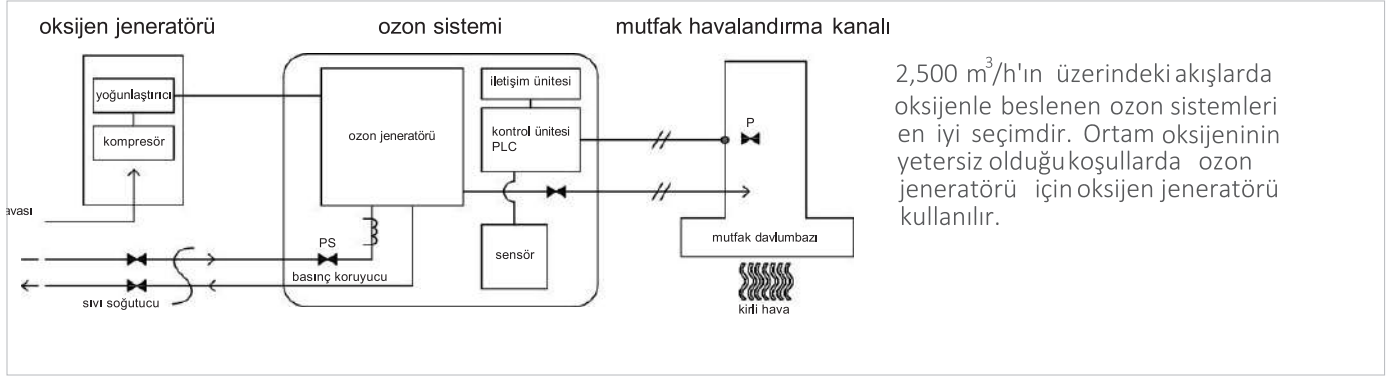 oksijen jeneratörü
ozon sistemi
mutfak havalandırma kanalı
yoğunlaştırıcı
kompresör
avası
ozon jeneratörü
iletişim ünitesi
kontrol ünitesi
PLC
sensör
PS
basınç koruyucu
sıvı soğutucu
P
mutfak davlumbazı
kirli hava
2,500 m³/h'ın üzerindeki akışlarda
oksijenle beslenen ozon sistemleri
en iyi seçimdir. Ortam oksijeninin
yetersiz olduğu koşullarda ozon
jeneratörü için oksijen jeneratörü
kullanılır.